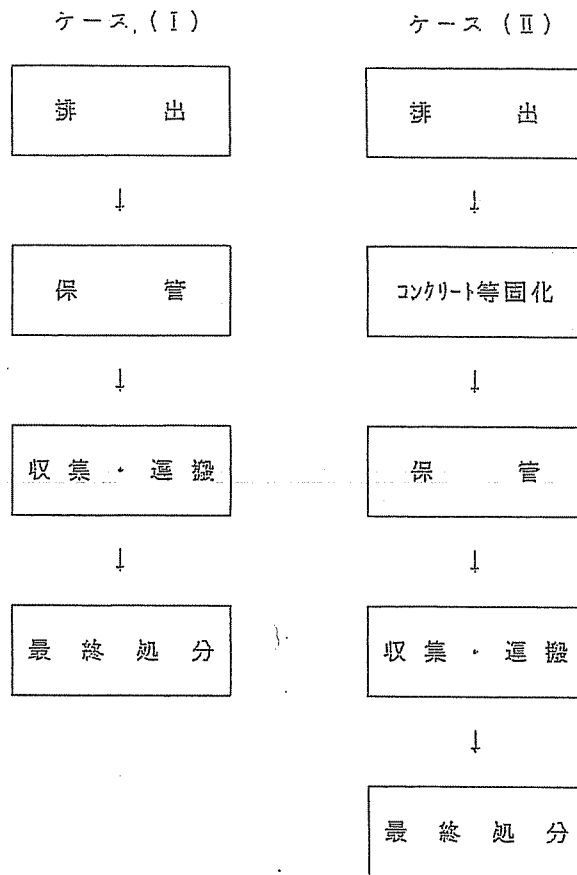 ケース（Ⅰ）
排出
↓
保管
↓
収集・運搬
↓
最終処分
ケース（Ⅱ）
排出
↓
コンクリート等固化
↓
保管
↓
収集・運搬
↓
最終処分